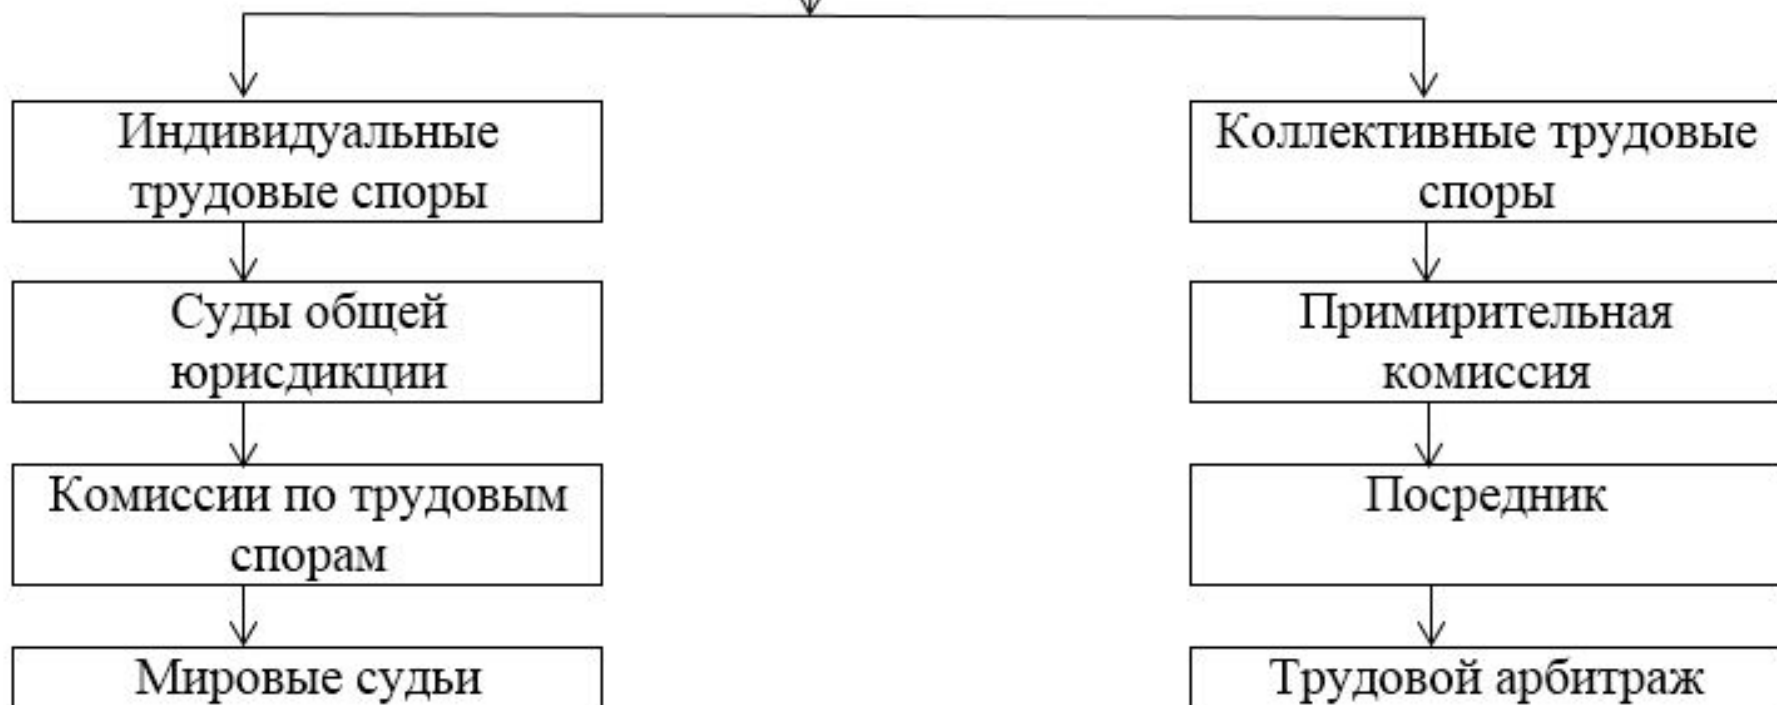 Индивидуальные
трудовые споры
Суды общей
юрисдикции
Комиссии по трудовым
спорам
Мировые судьи
Коллективные трудовые
споры
Примирительная
комиссия
Посредник
Трудовой арбитраж